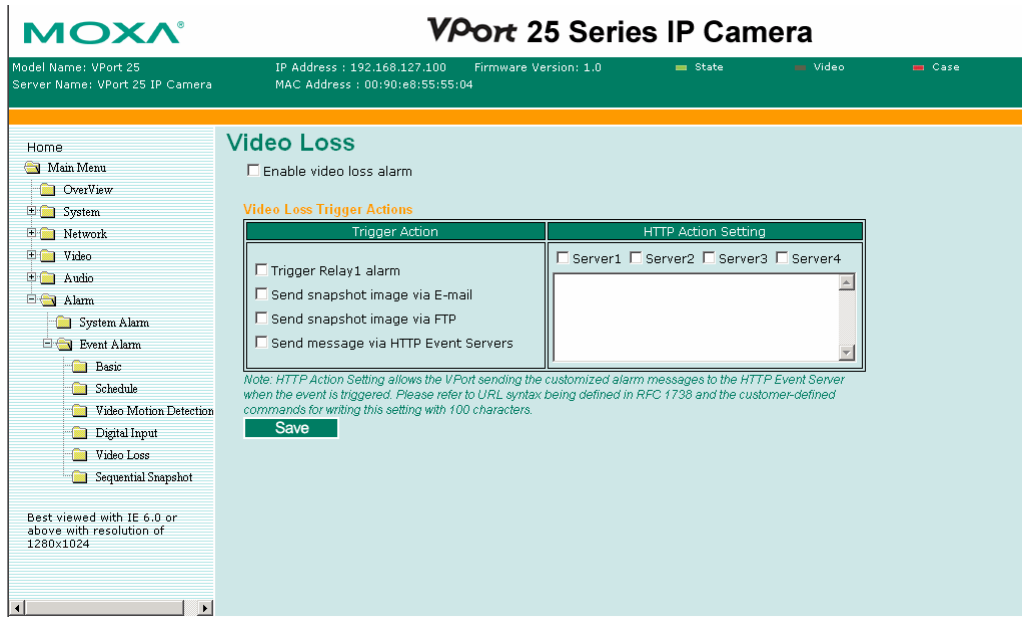 MOXA®
VPort 25 Series IP Camera
Model Name: VPort 25
IP Address : 192.168.127.100
Firmware Version: 1.0
State
Video
Case
Server Name: VPort 25 IP Camera
MAC Address : 00:90:e8:55:55:04
Home
Main Menu
OverView
System
Network
Video
Audio
Alarm
System Alarm
Event Alarm
Basic
Schedule
Video Motion Detection
Digital Input
Video Loss
Sequential Snapshot
Best viewed with IE 6.0 or
above with resolution of
1280x1024
Video Loss
Enable video loss alarm
Video Loss Trigger Actions
Trigger Action
HTTP Action Setting
Trigger Relay1 alarm
Send snapshot image via E-mail
Send snapshot image via FTP
Send message via HTTP Event Servers
Server1 Server2 Server3 Server4
Note: HTTP Action Setting allows the VPort sending the customized alarm messages to the HTTP Event Server
when the event is triggered. Please refer to URL syntax being defined in RFC 1738 and the customer-defined
commands for writing this setting with 100 characters.
Save